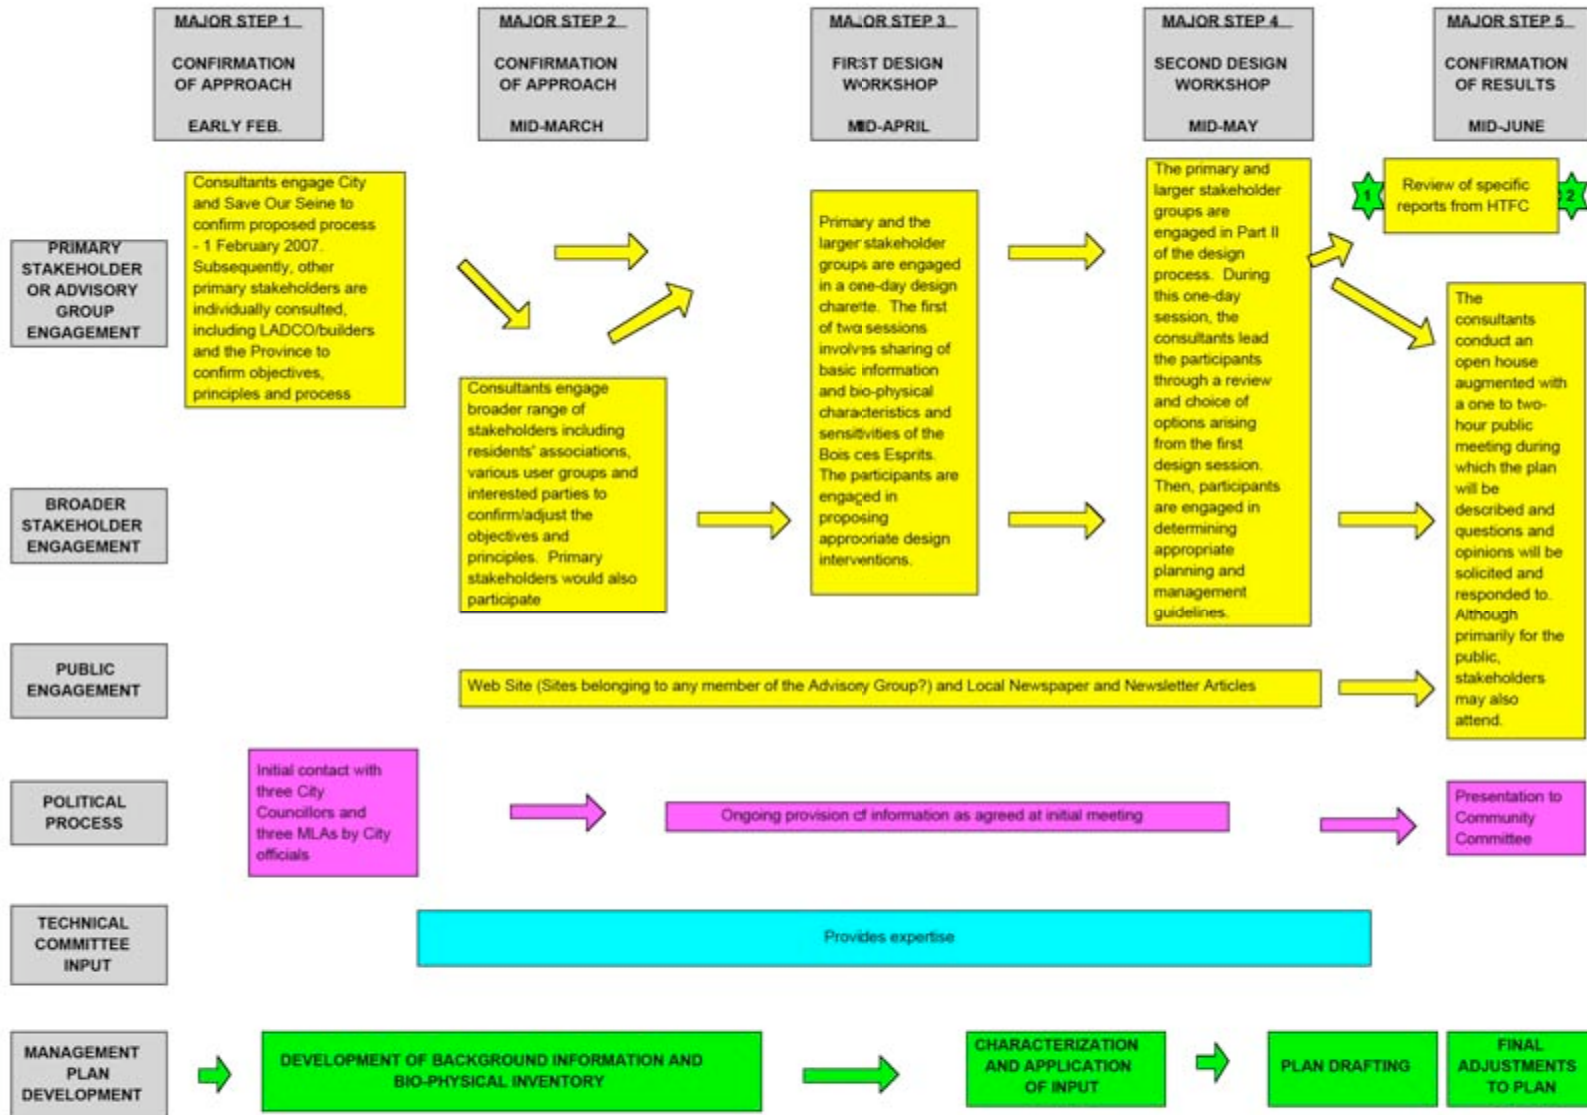 MAJOR STEP 1
CONFIRMATION
OF APPROACH
EARLY FEB.
MAJOR STEP 2
CONFIRMATION
OF APPROACH
MID-MARCH
MAJOR STEP 3
FIRST DESIGN
WORKSHOP
MID-APRIL
MAJOR STEP 4
SECOND DESIGN
WORKSHOP
MID-MAY
MAJOR STEP 5
CONFIRMATION
OF RESULTS
MID-JUNE
PRIMARY
STAKEHOLDER
OR ADVISORY
GROUP
ENGAGEMENT
Consultants engage City
and Save Our Seine to
confirm proposed process
- 1 February 2007.
Subsequently, other
primary stakeholders are
individually consulted,
including LADCO/builders
and the Province to
confirm objectives,
principles and process
Consultants engage
broader range of
stakeholders including
residents' associations,
various user groups and
interested parties to
confirm/adjust the
objectives and
principles. Primary
stakeholders would also
participate
Primary and the
larger stakeholder
groups are engaged
in a one-day design
charette. The first
of two sessions
involves sharing of
basic information
and bio-physical
characteristics and
sensitivities of the
Bois ces Esprits.
The participants are
engaged in
proposing
approoriate design
interventions.
The primary and
larger stakeholder
groups are
engaged in Part II
of the design
process. During
this one-day
session, the
consultants lead
the participants
through a review
and choice of
options arising
from the first
design session.
Then, participants
are engaged in
determining
appropriate
planning and
management
guidelines.
1
Review of specific
reports from HTFC
2
The
consultants
conduct an
open house
augmented with
a one to two-
hour public
meeting during
which the plan
will be
described and
questions and
opinions will be
solicited and
responded to.
Although
primarily for the
public,
stakeholders
may also
attend.
BROADER
STAKEHOLDER
ENGAGEMENT
PUBLIC
ENGAGEMENT
Web Site (Sites belonging to any member of the Advisory Group?) and Local Newspaper and Newsletter Articles
POLITICAL
PROCESS
Initial contact with
three City
Councillors and
three MLAs by City
officials
Ongoing provision of information as agreed at initial meeting
Presentation to
Community
Committee
TECHNICAL
COMMITTEE
INPUT
Provides expertise
MANAGEMENT
PLAN
DEVELOPMENT
DEVELOPMENT OF BACKGROUND INFORMATION AND
BIO-PHYSICAL INVENTORY
CHARACTERIZATION
AND APPLICATION
OF INPUT
PLAN DRAFTING
FINAL
ADJUSTMENTS
TO PLAN